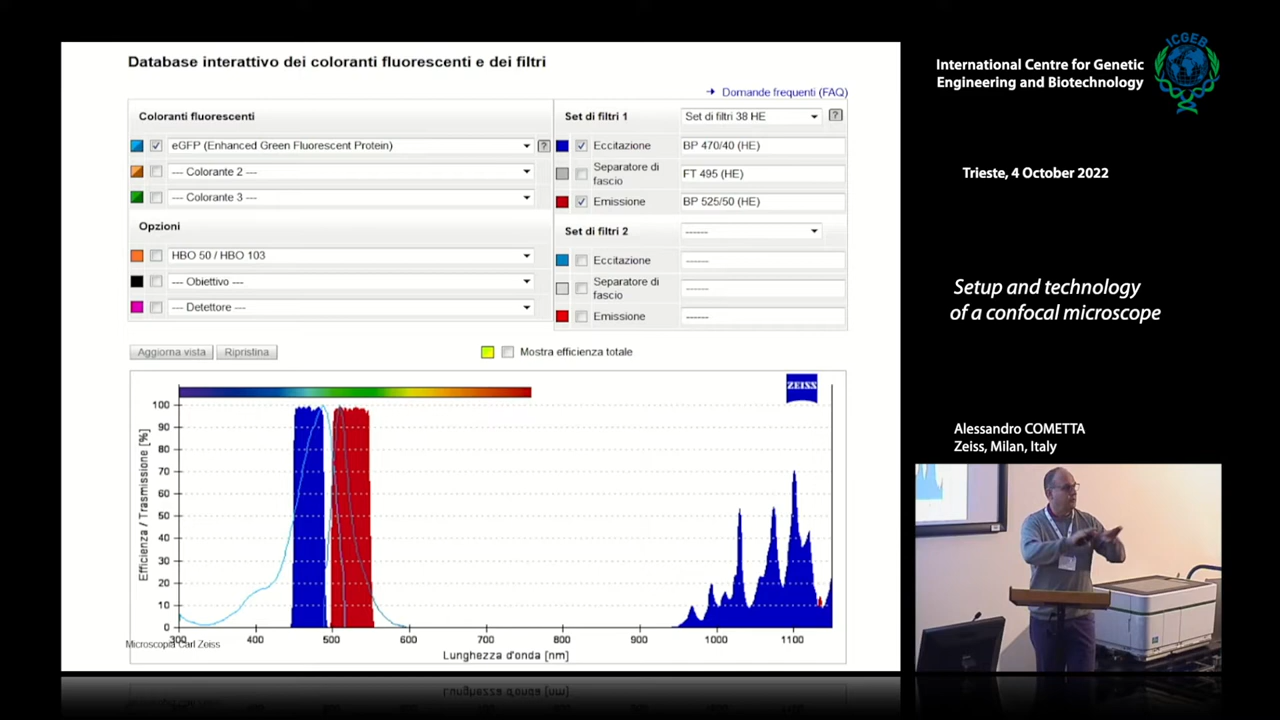 Database interattivo dei coloranti fluorescenti e dei filtri
Domande frequenti (FAQ)
Coloranti fluorescenti
eGFP (Enhanced Green Fluorescent Protein)
?
--- Colorante 2 ---
--- Colorante 3 ---
Opzioni
HBO 50 / HBO 103
--- Obiettivo ---
--- Detettore ---
Set di filtri 1
Set di filtri 38 HE
?
Eccitazione
BP 470/40 (HE)
Separatore di
fascio
FT 495 (HE)
Emissione
BP 525/50 (HE)
Set di filtri 2
------
Eccitazione
------
Separatore di
fascio
------
Emissione
------
Aggiorna vista
Ripristina
Mostra efficienza totale
ZEISS
Efficienza / Trasmissione [%]
100
90
80
70
60
50
40
30
20
10
0
300
400
500
600
700
800
900
1000
1100
Lunghezza d'onda [nm]
Microscopia Carl Zeiss
International Centre for Genetic
Engineering and Biotechnology
ICGEB
Trieste, 4 October 2022
Setup and technology
of a confocal microscope
Alessandro COMETTA
Zeiss, Milan, Italy